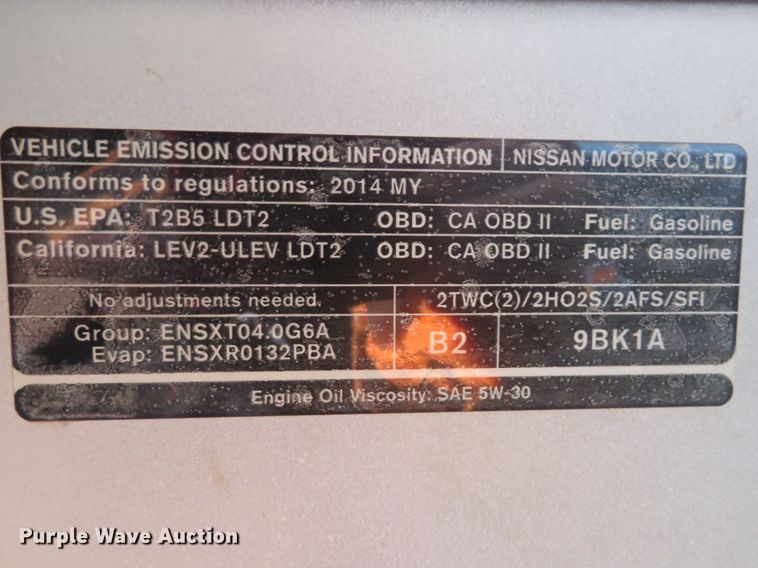 VEHICLE EMISSION CONTROL INFORMATION NISSAN MOTOR CO., LTD
Conforms to regulations: 2014 MY
U.S. EPA: T2B5 LDT2 OBD: CA OBD II Fuel: Gasoline
California: LEV2-ULEV LDT2 OBD: CA OBD II Fuel: Gasoline
No adjustments needed. 2TWC(2)/2HO2S/2AFS/SFI
Group: ENSXT04.0G6A
Evap: ENSXR0132PBA
B2 9BK1A
Engine Oil Viscosity: SAE 5W-30
Purple Wave Auction